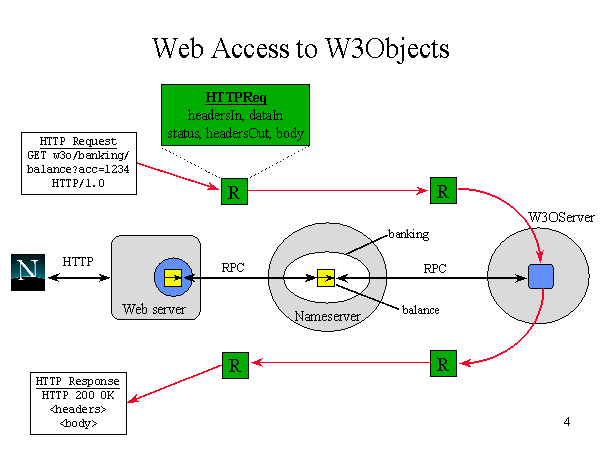 Web Access to W3Objects
HTTPReq
headersIn, dataIn
status, headersOut, body
HTTP Request
GET w3o/banking/
balance?acc=1234
HTTP/1.0
R
R
W3OServer
banking
N
HTTP
RPC
RPC
Web server
Nameserver
balance
R
R
HTTP Response
HTTP 200 OK
<headers>
<body>
4